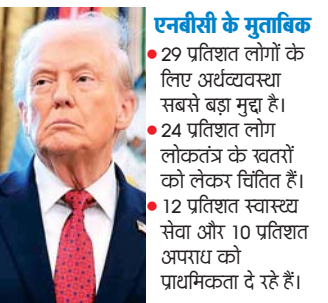 एनबीसी के मुताबिक
• 29 प्रतिशत लोगों के
लिए अर्थव्यवस्था
सबसे बड़ा मुद्दा है।
• 24 प्रतिशत लोग
लोकतंत्र के खतरों
को लेकर चिंतित हैं।
• 12 प्रतिशत स्वास्थ्य
सेवा और 10 प्रतिशत
अपराध को
प्राथमिकता दे रहे हैं।